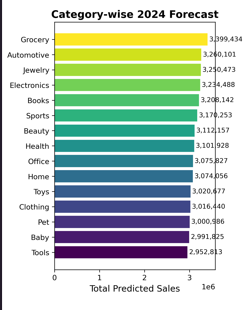 Category-wise 2024 Forecast
Grocery 3,399,434
Automotive 3,260,101
Jewelry 3,250,473
Electronics 3,234,488
Books 3,208,142
Sports 3,170,253
Beauty 3,112,157
Health 3,101,928
Office 3,075,827
Home 3,074,056
Toys 3,020,677
Clothing 3,016,440
Pet 3,000,986
Baby 2,991,825
Tools 2,952,813
0 1 2 3
1e6
Total Predicted Sales